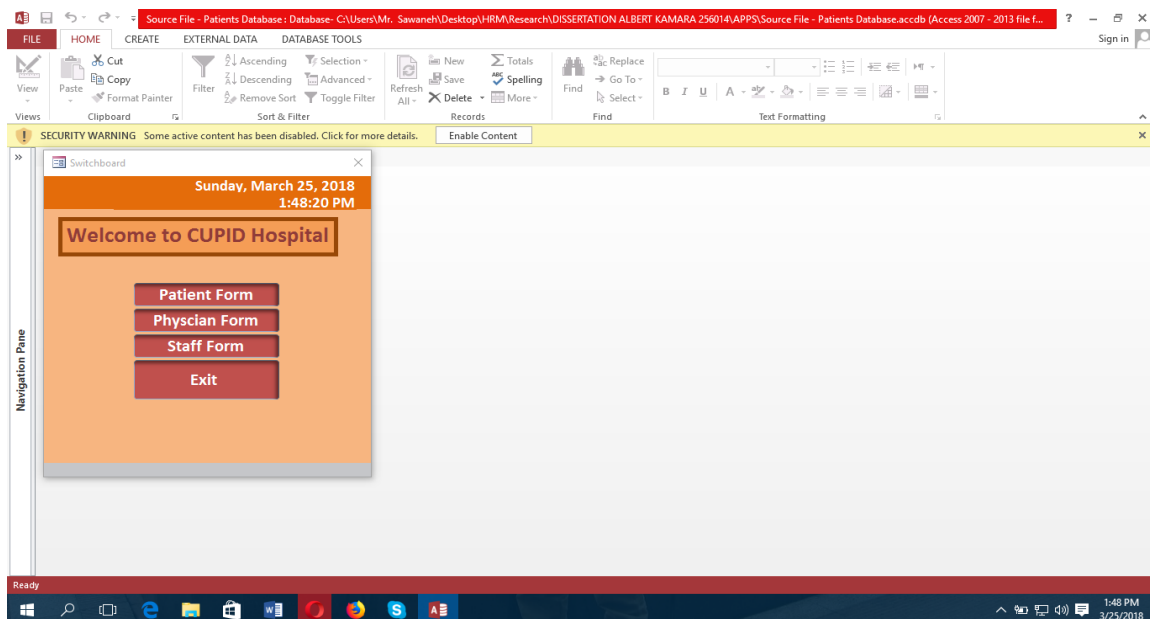 Source File - Patients Database : Database- C:\Users\Mr. Sawaneh\Desktop\HRM\Research\DISSERTATION ALBERT KAMARA 256014\APPS\Source File - Patients Database.accdb (Access 2007 - 2013 file f... ?
FILE HOME CREATE EXTERNAL DATA DATABASE TOOLS Sign in
View
Views
Paste
Cut
Copy
Format Painter
Clipboard
Filter
Ascending
Descending
Remove Sort
Selection
Advanced
Toggle Filter
Sort & Filter
Refresh
All
New
Save
Delete
Totals
Spelling
More
Records
Find
Replace
Go To
Select
Find
B I U A
Text Formatting
SECURITY WARNING Some active content has been disabled. Click for more details. Enable Content
Navigation Pane
Switchboard
Sunday, March 25, 2018
1:48:20 PM
Welcome to CUPID Hospital
Patient Form
Physcian Form
Staff Form
Exit
Ready
1:48 PM
3/25/2018